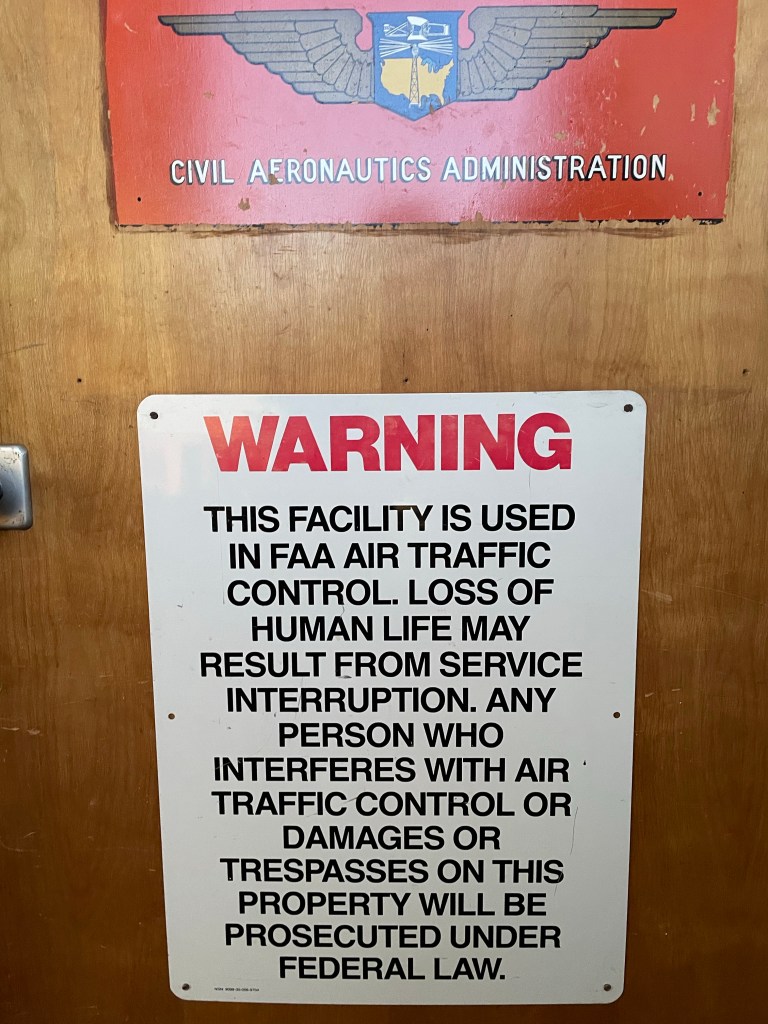 CIVIL AERONAUTICS ADMINISTRATION
WARNING
THIS FACILITY IS USED
IN FAA AIR TRAFFIC
CONTROL. LOSS OF
HUMAN LIFE MAY
RESULT FROM SERVICE
INTERRUPTION. ANY
PERSON WHO
INTERFERES WITH AIR
TRAFFIC CONTROL OR
DAMAGES OR
TRESPASSES ON THIS
PROPERTY WILL BE
PROSECUTED UNDER
FEDERAL LAW.